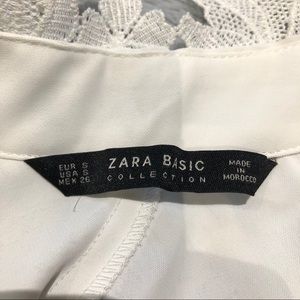 EUR S
USA S
MEX 26
ZARA BASIC
COLLECTION
MADE
IN
MOROCCO